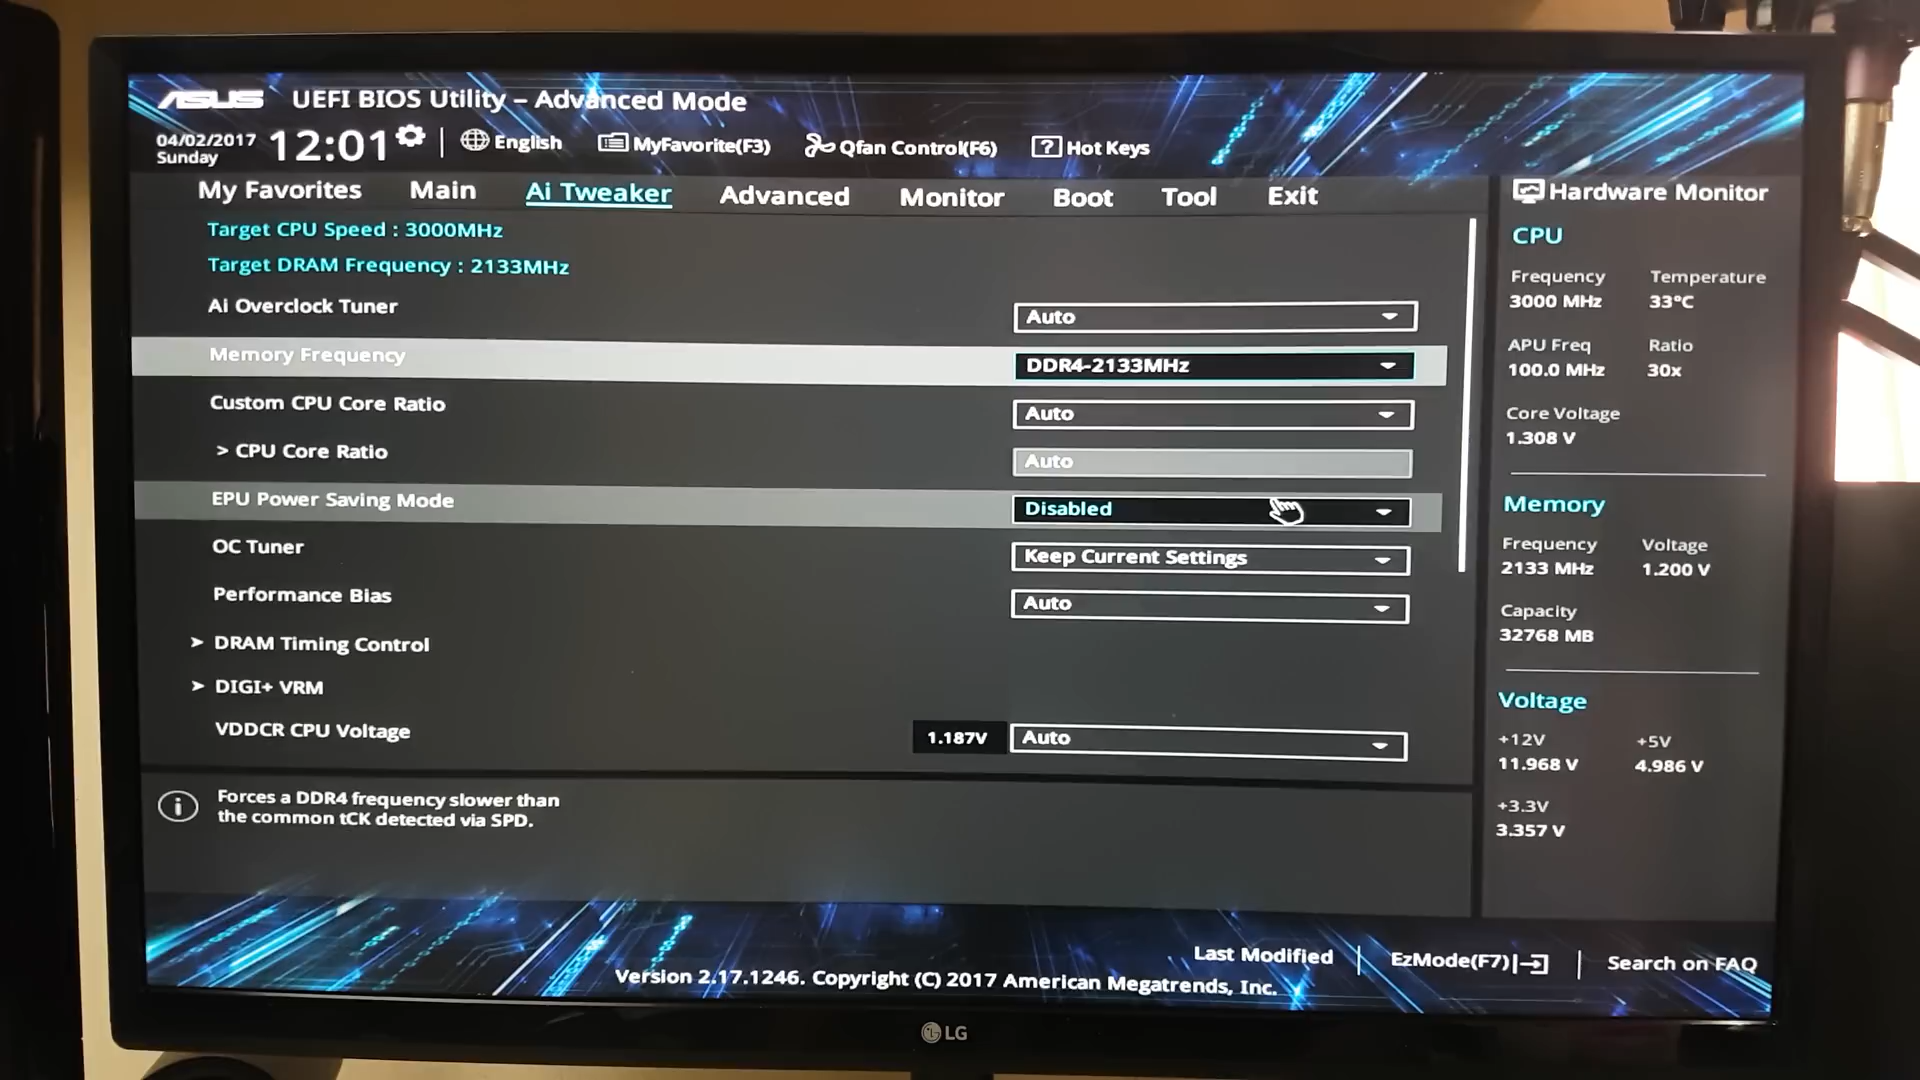 ASUS UEFI BIOS Utility – Advanced Mode
04/02/2017
Sunday
12:01
English
MyFavorite(F3)
Qfan Control(F6)
? Hot Keys
My Favorites
Main
Ai Tweaker
Advanced
Monitor
Boot
Tool
Exit
Target CPU Speed : 3000MHz
Target DRAM Frequency : 2133MHz
Ai Overclock Tuner Auto
Memory Frequency DDR4-2133MHz
Custom CPU Core Ratio Auto
> CPU Core Ratio Auto
EPU Power Saving Mode Disabled
OC Tuner Keep Current Settings
Performance Bias Auto
> DRAM Timing Control
> DIGI+ VRM
VDDCR CPU Voltage 1.187V Auto
Forces a DDR4 frequency slower than
the common tCK detected via SPD.
Hardware Monitor
CPU
Frequency Temperature
3000 MHz 33°C
APU Freq Ratio
100.0 MHz 30x
Core Voltage
1.308 V
Memory
Frequency Voltage
2133 MHz 1.200 V
Capacity
32768 MB
Voltage
+12V +5V
11.968 V 4.986 V
+3.3V
3.357 V
Last Modified
EzMode(F7)
Search on FAQ
Version 2.17.1246. Copyright (C) 2017 American Megatrends, Inc.
LG